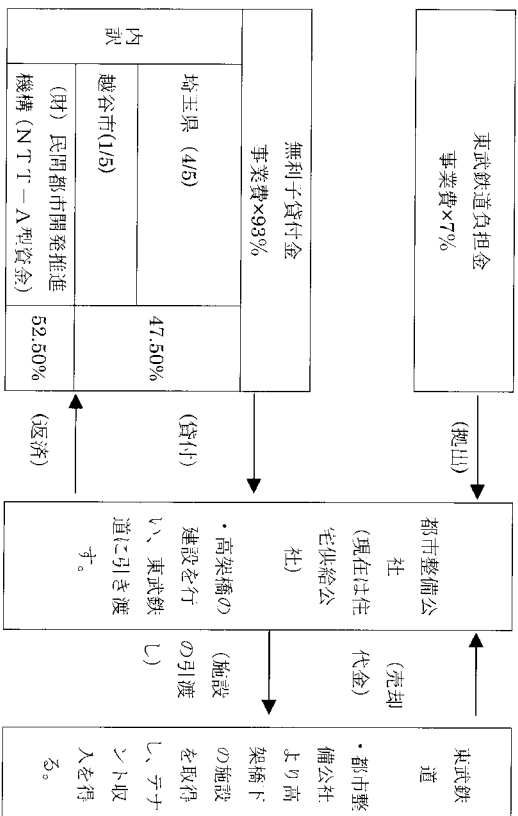 東武鉄道負担金
事業費×7%
無利子貸付金
事業費×93%
内訳
埼玉県 (4/5)
越谷市(1/5)
47.50%
(財) 民間都市開発推進
機構(NTT-A型資金)
52.50%
(拠出)
(貸付)
(返済)
都市整備公
社
(現在は住
宅供給公
社)
・高架橋の
建設を行
い、東武鉄
道に引き渡
す。
(売却
代金)
(施設
の引渡
し)
東武鉄
道
・都市整
備公社
より高
架橋下
の施設
を取得
し、テナ
ント収
入を得
る。